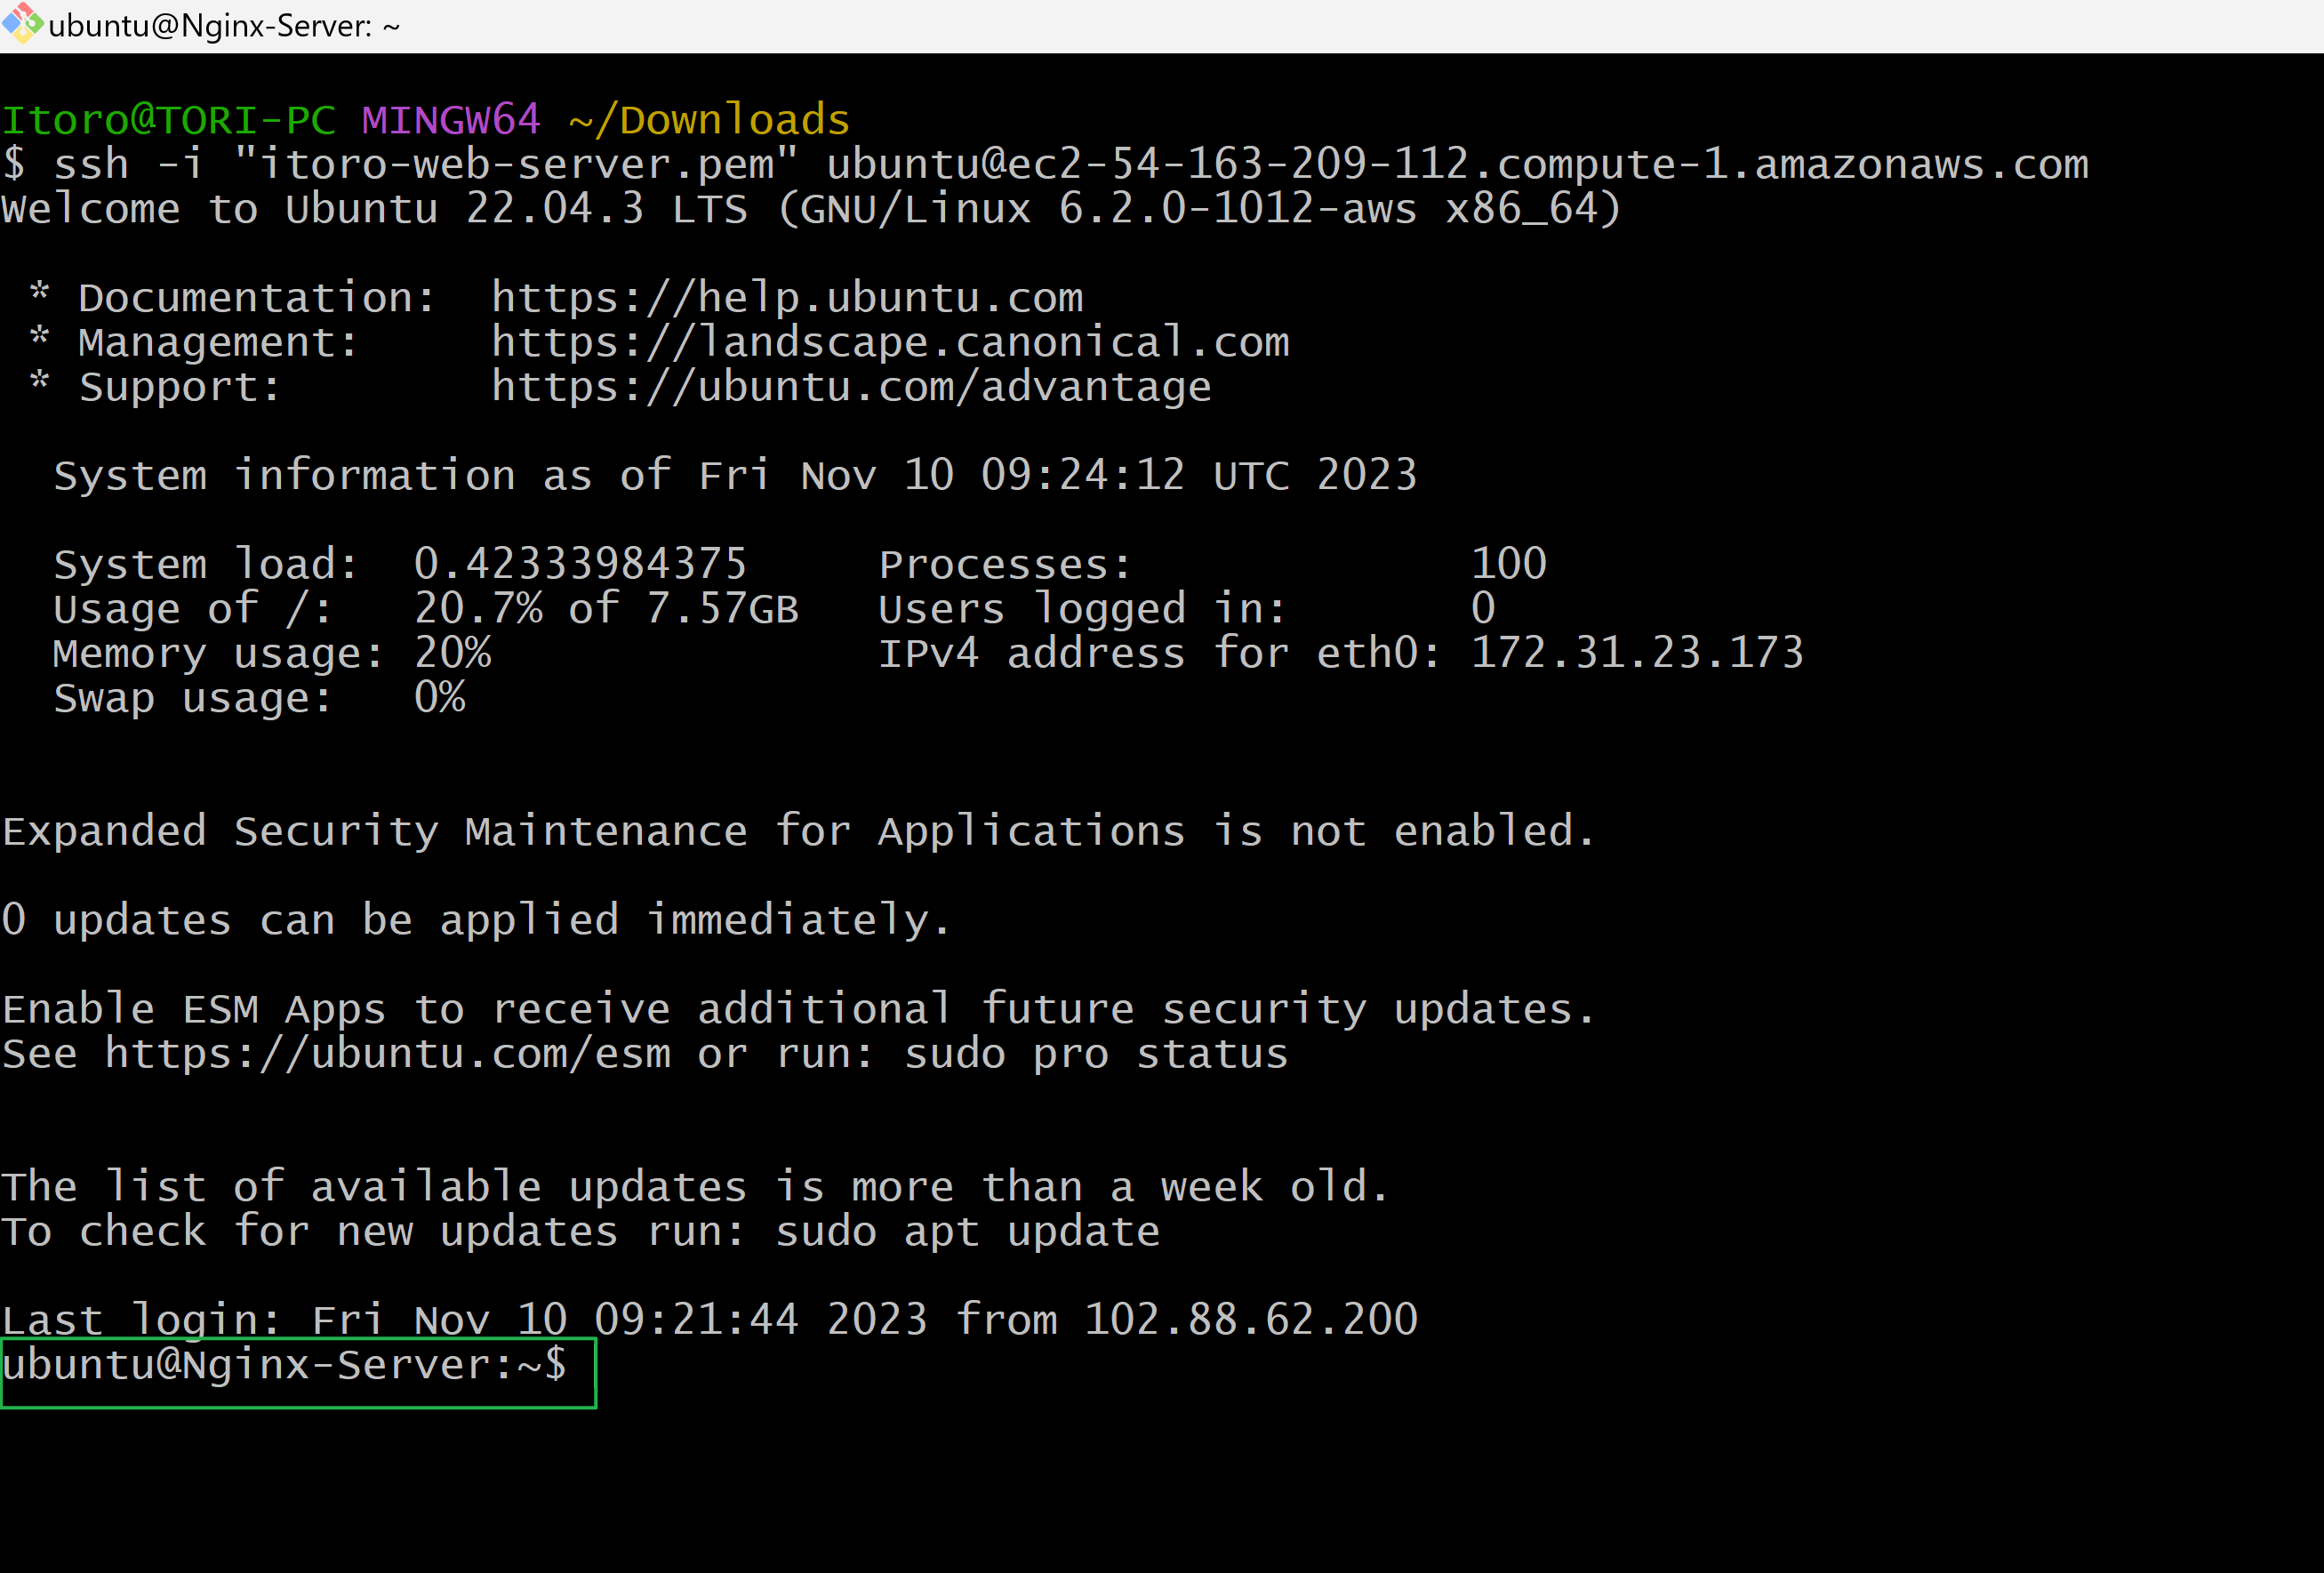 ubuntu@Nginx-Server: ~
Itoro@TORI-PC MINGW64 ~/Downloads
$ ssh -i "itoro-web-server.pem" ubuntu@ec2-54-163-209-112.compute-1.amazonaws.com
Welcome to Ubuntu 22.04.3 LTS (GNU/Linux 6.2.0-1012-aws x86_64)
* Documentation:  https://help.ubuntu.com
* Management:     https://landscape.canonical.com
* Support:        https://ubuntu.com/advantage
System information as of Fri Nov 10 09:24:12 UTC 2023
System load:  0.42333984375     Processes:             100
Usage of /:   20.7% of 7.57GB   Users logged in:       0
Memory usage: 20%               IPv4 address for eth0: 172.31.23.173
Swap usage:   0%
Expanded Security Maintenance for Applications is not enabled.
0 updates can be applied immediately.
Enable ESM Apps to receive additional future security updates.
See https://ubuntu.com/esm or run: sudo pro status
The list of available updates is more than a week old.
To check for new updates run: sudo apt update
Last login: Fri Nov 10 09:21:44 2023 from 102.88.62.200
ubuntu@Nginx-Server:~$